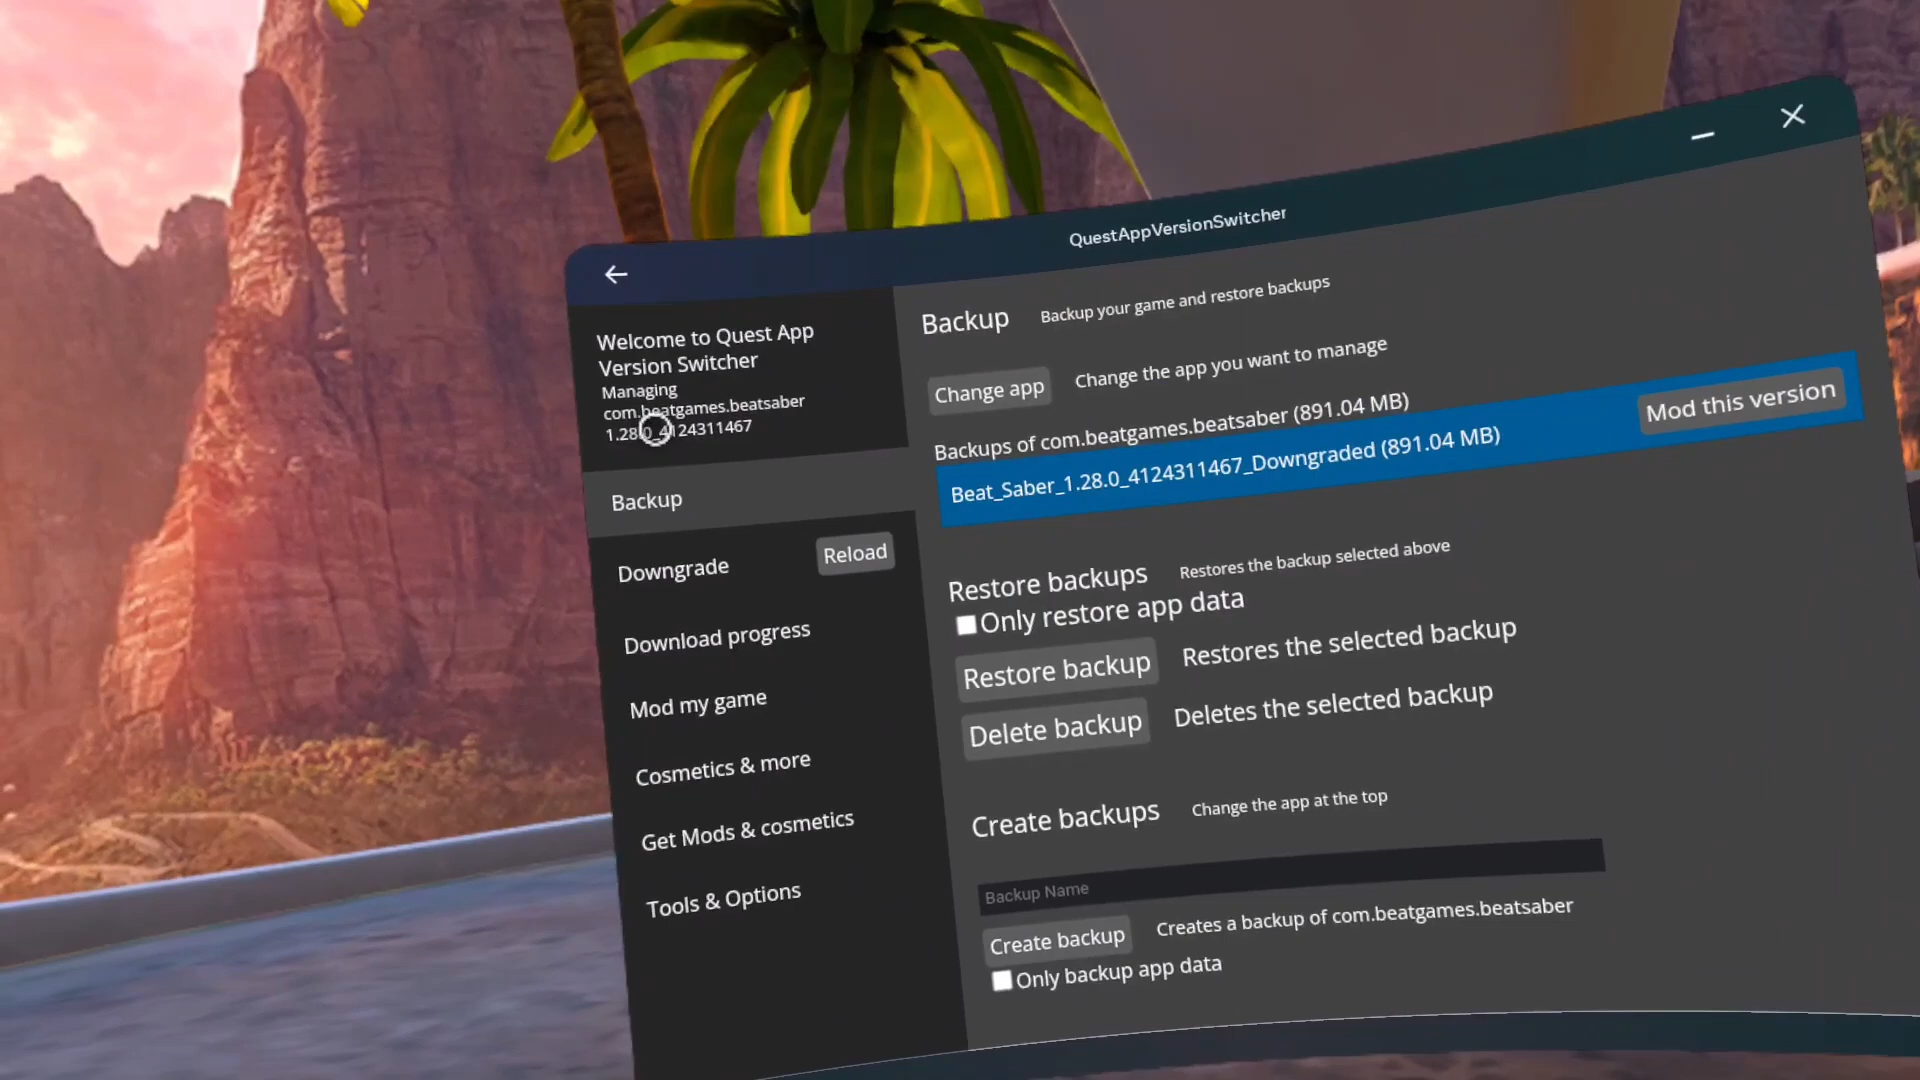 QuestAppVersionSwitcher
Welcome to Quest App
Version Switcher
Managing
com.beatgames.beatsaber
1.28.0_4124311467
Backup
Downgrade
Reload
Download progress
Mod my game
Cosmetics & more
Get Mods & cosmetics
Tools & Options
Backup Backup your game and restore backups
Change app Change the app you want to manage
Backups of com.beatgames.beatsaber (891.04 MB)
Beat_Saber_1.28.0_4124311467_Downgraded (891.04 MB)
Mod this version
Restore backups Restores the backup selected above
Only restore app data
Restore backup Restores the selected backup
Delete backup Deletes the selected backup
Create backups Change the app at the top
Backup Name
Create backup Creates a backup of com.beatgames.beatsaber
Only backup app data